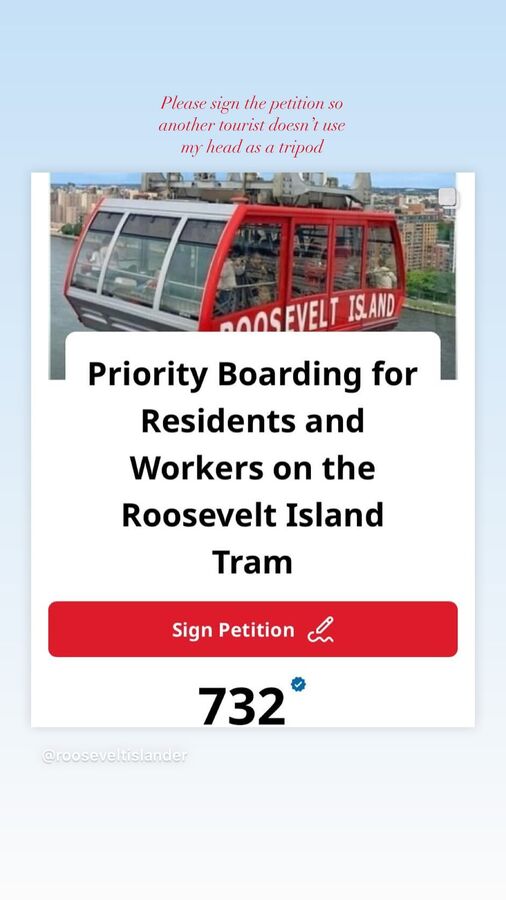 Please sign the petition so
another tourist doesn’t use
my head as a tripod
ROOSEVELT ISLAND
Priority Boarding for
Residents and
Workers on the
Roosevelt Island
Tram
Sign Petition
732
@rooseveltislander